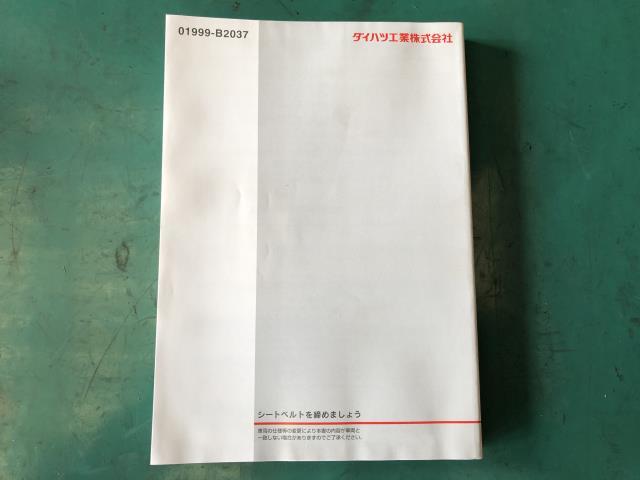 01999-B2037
ダイハツ工業株式会社
シートベルトを締めましょう
車両の仕様等の変更により本書の内容が車両と
一致しない場合がありますのでご了承ください。